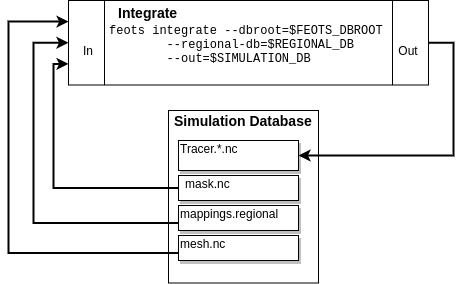 Integrate
feots integrate --dbroot=$FEOTS_DBROOT
--regional-db=$REGIONAL_DB
--out=$SIMULATION_DB
In
Out
Simulation Database
Tracer.*.nc
mask.nc
mappings.regional
mesh.nc